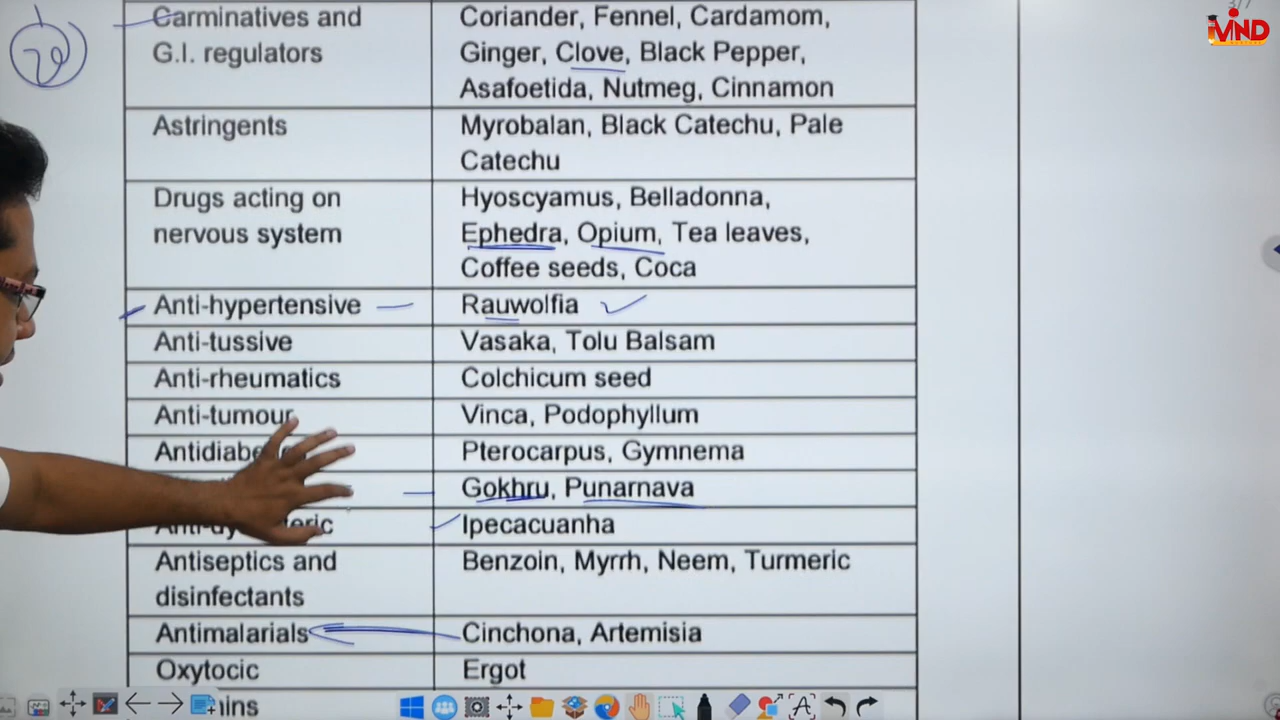 3/7
iVIND
Carminatives and
G.I. regulators
Coriander, Fennel, Cardamom,
Ginger, Clove, Black Pepper,
Asafoetida, Nutmeg, Cinnamon
Astringents
Myrobalan, Black Catechu, Pale
Catechu
Drugs acting on
nervous system
Hyoscyamus, Belladonna,
Ephedra, Opium, Tea leaves,
Coffee seeds, Coca
Anti-hypertensive
Rauwolfia
Anti-tussive
Vasaka, Tolu Balsam
Anti-rheumatics
Colchicum seed
Anti-tumour
Vinca, Podophyllum
Pterocarpus, Gymnema
Gokhru, Punarnava
Ipecacuanha
Antiseptics and
disinfectants
Benzoin, Myrrh, Neem, Turmeric
Antimalarials
Cinchona, Artemisia
Oxytocic
Ergot